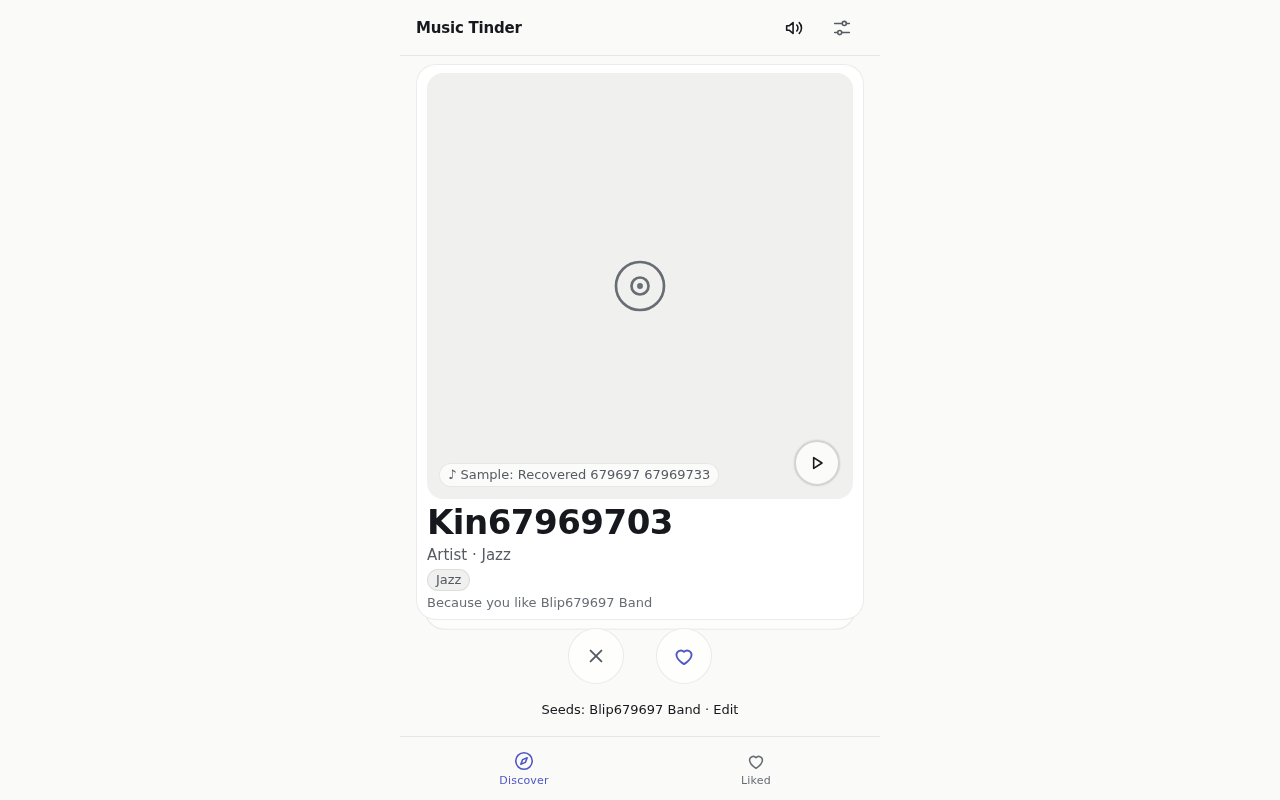 Music Tinder
♪ Sample: Recovered 679697 67969733
Kin67969703
Artist · Jazz
Jazz
Because you like Blip679697 Band
Seeds: Blip679697 Band · Edit
Discover
Liked